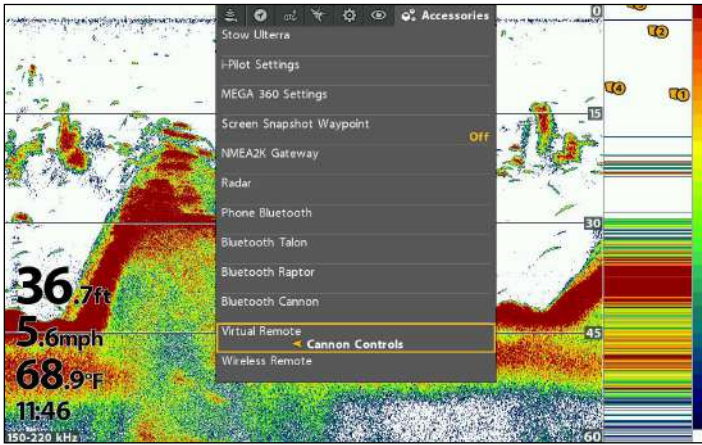 Accessories
Stow Ulterra
i-Pilot Settings
MEGA 360 Settings
Screen Snapshot Waypoint
Off
NMEA2K Gateway
Radar
Phone Bluetooth
Bluetooth Talon
Bluetooth Raptor
Bluetooth Cannon
Virtual Remote
Cannon Controls
Wireless Remote
0
15
30
45
60
2
4
1
36.7ft
5.6mph
68.9°F
11:46
150-220 kHz